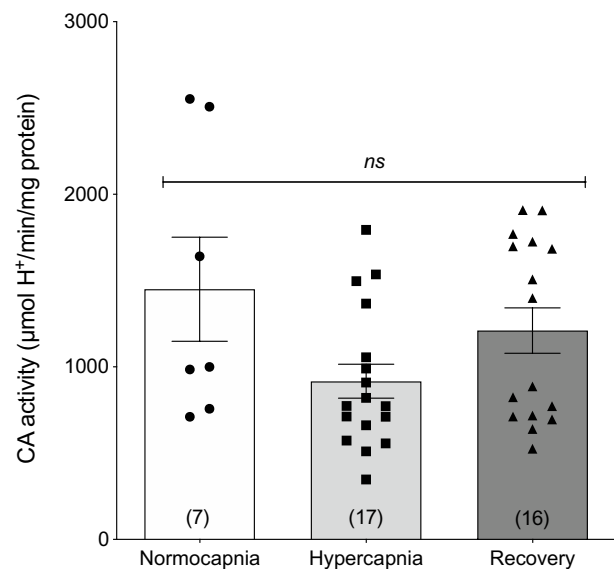 CA activity (µmol H⁺/min/mg protein)
3000
2000
1000
0
ns
(7)
(17)
(16)
Normocapnia
Hypercapnia
Recovery